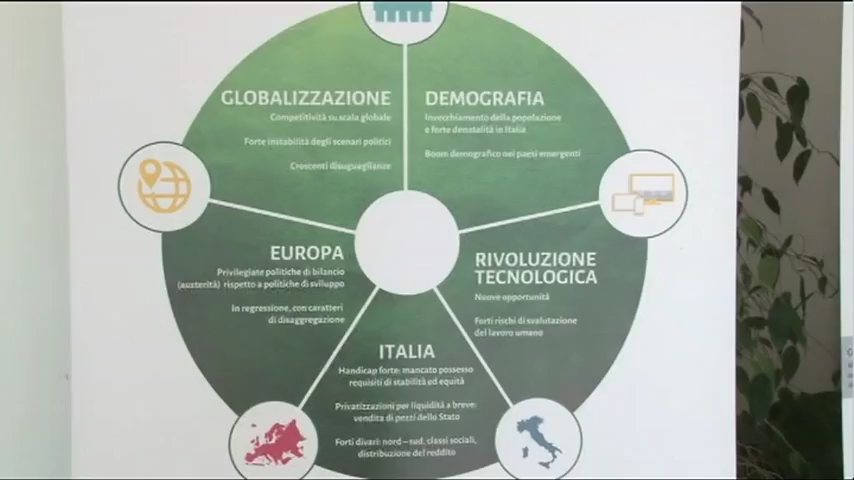 GLOBALIZZAZIONE
Competitività su scala globale
Forte instabilità degli scenari politici
Crescenti disuguaglianze
DEMOGRAFIA
Invecchiamento della popolazione
e forte denatalità in Italia
Boom demografico nei paesi emergenti
EUROPA
Privilegiate politiche di bilancio
(austerità) rispetto a politiche di sviluppo
In regressione, con caratteri
di disaggregazione
RIVOLUZIONE
TECNOLOGICA
Nuove opportunità
Forti rischi di svalutazione
del lavoro umano
ITALIA
Handicap forte: mancato possesso
requisiti di stabilità ed equità
Privatizzazioni per liquidità a breve:
vendita di pezzi dello Stato
Forti divari: nord – sud, classi sociali,
distribuzione del reddito